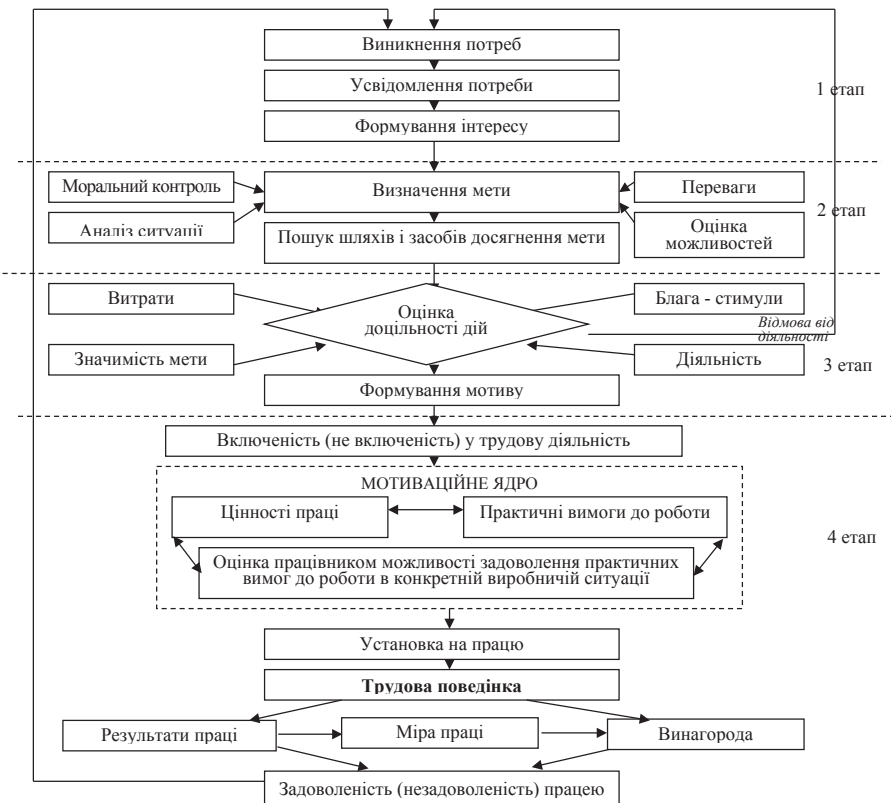 Виникнення потреб
Усвідомлення потреби
1 етап
Формування інтересу
Моральний контроль
Визначення мети
Переваги
2 етап
Аналіз ситуації
Пошук шляхів і засобів досягнення мети
Оцінка
можливостей
Витрати
Оцінка
доцільності дій
Блага - стимули
Відмова від
діяльності
Значимість мети
Діяльність
3 етап
Формування мотиву
Включеність (не включеність) у трудову діяльність
МОТИВАЦІЙНЕ ЯДРО
Цінності праці
Практичні вимоги до роботи
4 етап
Оцінка працівником можливості задоволення практичних
вимог до роботи в конкретній виробничій ситуації
Установка на працю
Трудова поведінка
Результати праці
Міра праці
Винагорода
Задоволеність (незадоволеність) працею